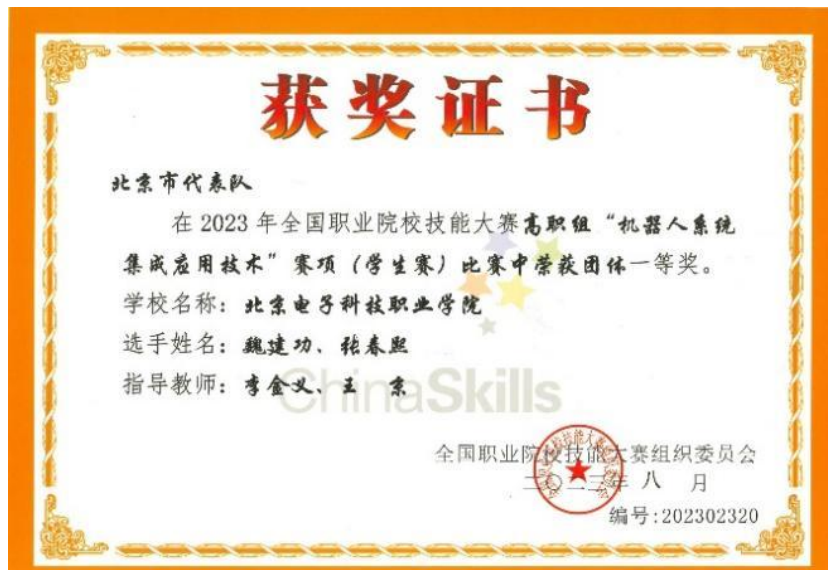 获奖证书
北京市代表队
在 2023 年全国职业院校技能大赛高职组“机器人系统
集成应用技术”赛项（学生赛）比赛中荣获团体一等奖。
学校名称：北京电子科技职业学院
选手姓名：魏建功、张春熙
指导教师：李金义、王 京
ChinaSkills
全国职业院校技能大赛组织委员会
二〇二三年 八 月
编号:202302320